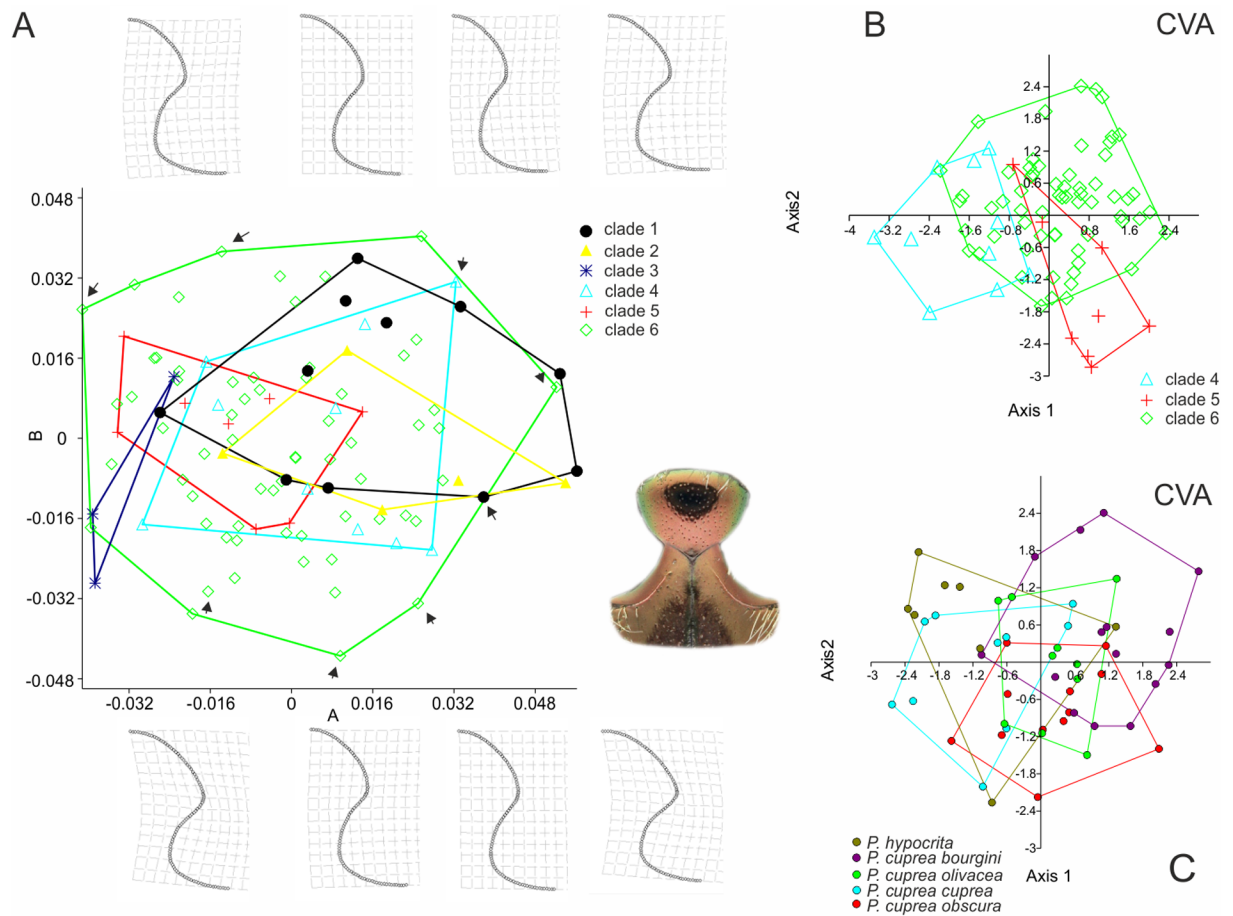 A
0.048
0.032
0.016
0
-0.016
-0.032
-0.048
B
-0.032 -0.016 0 0.016 0.032 0.048
A
clade 1
clade 2
clade 3
clade 4
clade 5
clade 6
B
CVA
2.4
1.8
1.2
0.6
-4 -3.2 -2.4 -1.6 -0.8 0.8 1.6 2.4
-0.6
-1.2
-1.8
-2.4
-3
Axis2
Axis 1
clade 4
clade 5
clade 6
CVA
2.4
1.8
1.2
0.6
-3 -2.4 -1.8 -1.2 -0.6 0.6 1.2 1.8 2.4
-0.6
-1.2
-1.8
-2.4
-3
Axis2
Axis 1
P. hypocrita
P. cuprea bourgini
P. cuprea olivacea
P. cuprea cuprea
P. cuprea obscura
C